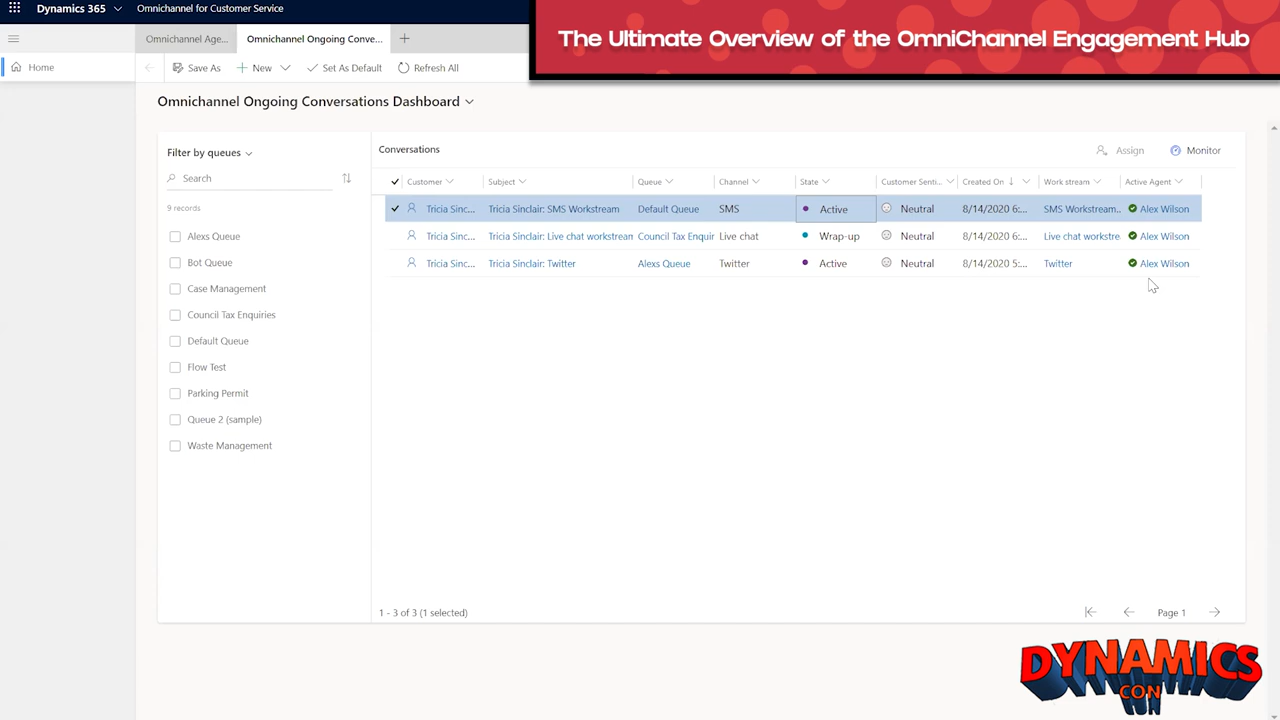 Dynamics 365
Omnichannel for Customer Service
The Ultimate Overview of the OmniChannel Engagement Hub
Omnichannel Age...
Omnichannel Ongoing Conve...
Home
Save As
New
Set As Default
Refresh All
Omnichannel Ongoing Conversations Dashboard
Filter by queues
Search
9 records
Alexs Queue
Bot Queue
Case Management
Council Tax Enquiries
Default Queue
Flow Test
Parking Permit
Queue 2 (sample)
Waste Management
Conversations
Assign
Monitor
Customer Subject Queue Channel State Customer Senti... Created On Work stream Active Agent
Tricia Sinc... Tricia Sinclair: SMS Workstream Default Queue SMS Active Neutral 8/14/2020 6:... SMS Workstream... Alex Wilson
Tricia Sinc... Tricia Sinclair: Live chat workstream Council Tax Enquir Live chat Wrap-up Neutral 8/14/2020 6:... Live chat workstre Alex Wilson
Tricia Sinc... Tricia Sinclair: Twitter Alexs Queue Twitter Active Neutral 8/14/2020 5:... Twitter Alex Wilson
1 - 3 of 3 (1 selected)
Page 1
DYNAMICS
CON